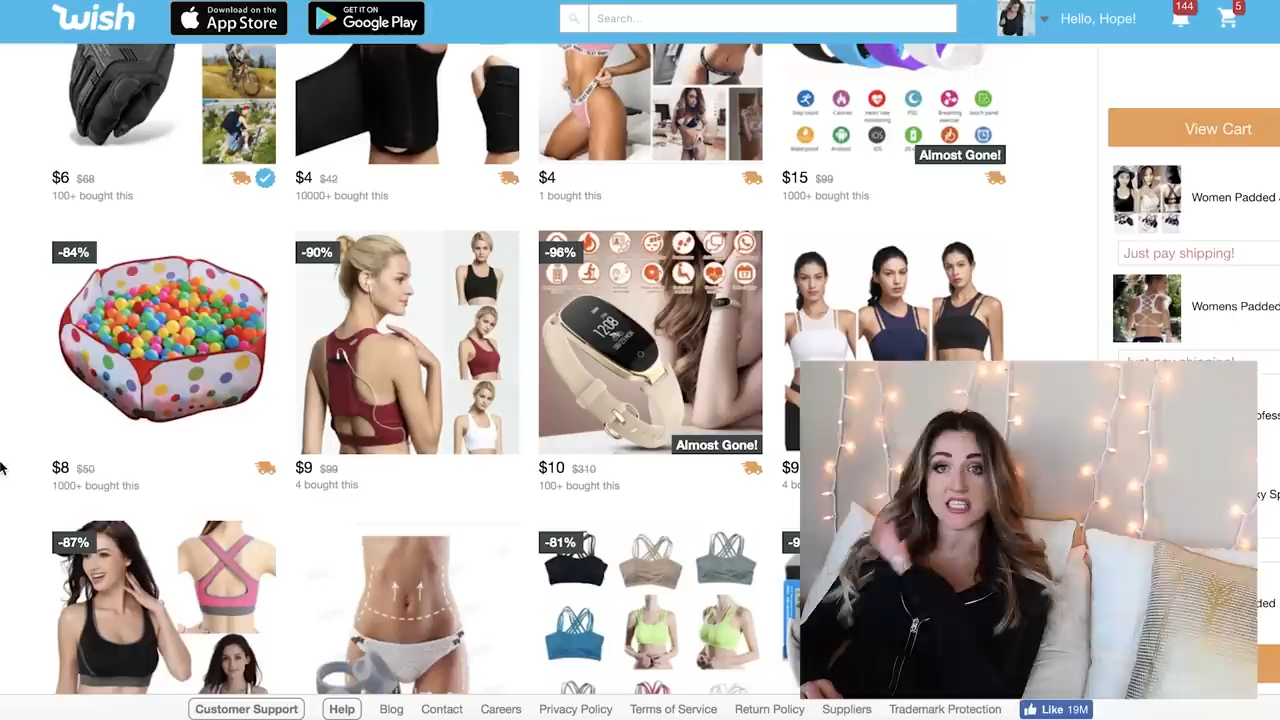 wish
Download on the
App Store
GET IT ON
Google Play
Search...
Hello, Hope!
144
5
Almost Gone!
View Cart
$6 $68
100+ bought this
$4 $42
10000+ bought this
$4
1 bought this
$15 $99
1000+ bought this
Women Padded
Just pay shipping!
Womens Padded
-84%
-90%
-96%
1208
Almost Gone!
$8 $50
1000+ bought this
$9 $99
4 bought this
$10 $310
100+ bought this
$9
-87%
-81%
Customer Support
Help
Blog
Contact
Careers
Privacy Policy
Terms of Service
Return Policy
Suppliers
Trademark Protection
Like 19M